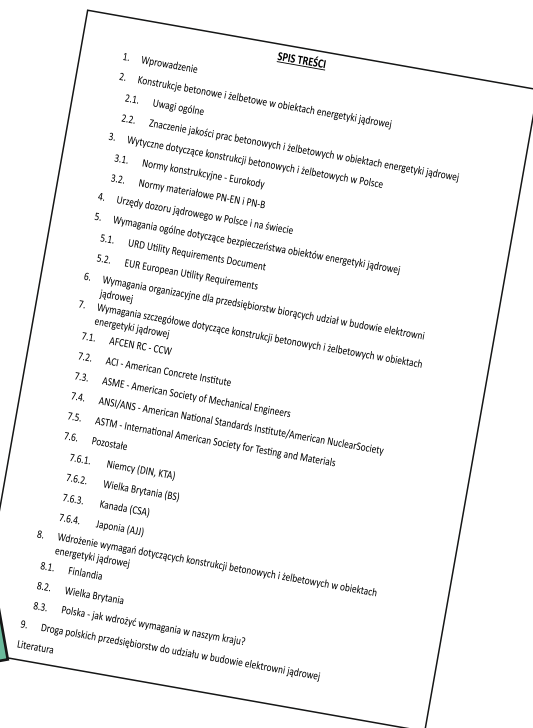 SPIS TREŚCI
1. Wprowadzenie
2. Konstrukcje betonowe i żelbetowe w obiektach energetyki jądrowej
2.1. Uwagi ogólne
2.2. Znaczenie jakości prac betonowych i żelbetowych w obiektach energetyki jądrowej
3. Wytyczne dotyczące konstrukcji betonowych i żelbetowych w Polsce
3.1. Normy konstrukcyjne - Eurokody
3.2. Normy materiałowe PN-EN i PN-B
4. Urzędy dozoru jądrowego w Polsce i na świecie
5. Wymagania ogólne dotyczące bezpieczeństwa obiektów energetyki jądrowej
5.1. URD Utility Requirements Document
5.2. EUR European Utility Requirements
6. Wymagania organizacyjne dla przedsiębiorstw biorących udział w budowie elektrowni
jądrowej
7. Wymagania szczegółowe dotyczące konstrukcji betonowych i żelbetowych w obiektach
energetyki jądrowej
7.1. AFCEN RC - CCW
7.2. ACI - American Concrete Institute
7.3. ASME - American Society of Mechanical Engineers
7.4. ANSI/ANS - American National Standards Institute/American NuclearSociety
7.5. ASTM - International American Society for Testing and Materials
7.6. Pozostałe
7.6.1. Niemcy (DIN, KTA)
7.6.2. Wielka Brytania (BS)
7.6.3. Kanada (CSA)
7.6.4. Japonia (AJJ)
8. Wdrożenie wymagań dotyczących konstrukcji betonowych i żelbetowych w obiektach
energetyki jądrowej
8.1. Finlandia
8.2. Wielka Brytania
8.3. Polska - jak wdrożyć wymagania w naszym kraju?
9. Droga polskich przedsiębiorstw do udziału w budowie elektrowni jądrowej
Literatura